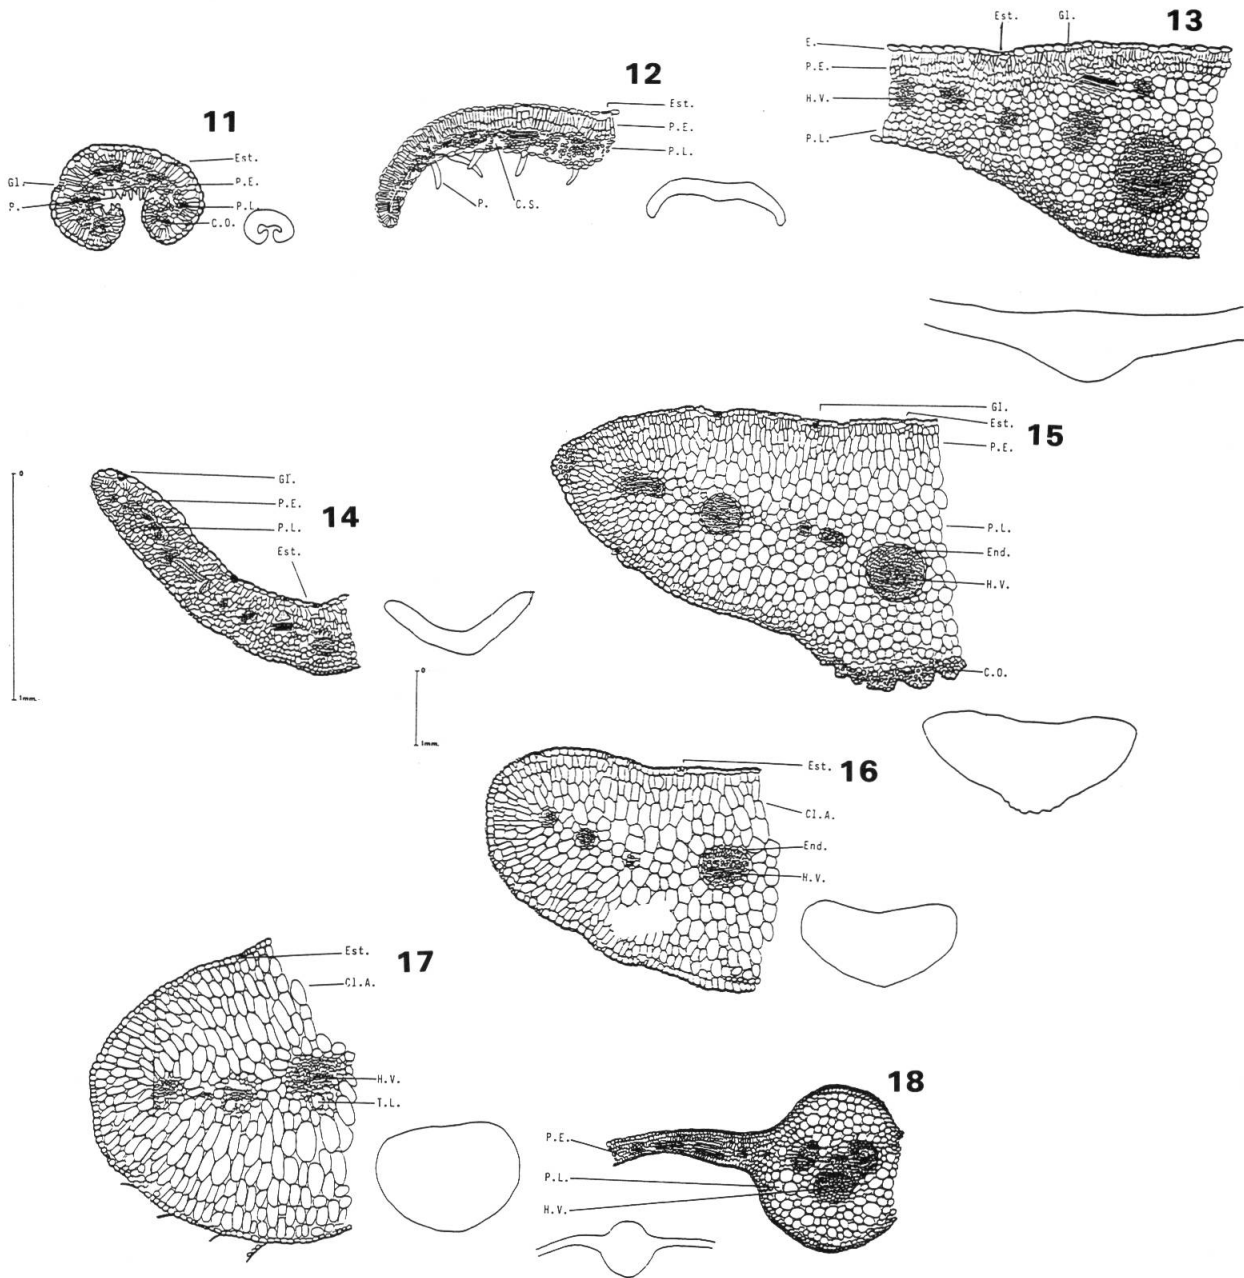 11
Est.
Gl.
P.E.
P.
P.L.
C.O.
12
Est.
P.E.
P.L.
P.
C.S.
13
Est.
Gl.
E.
P.E.
H.V.
P.L.
14
0
1mm.
Gl.
P.E.
P.L.
Est.
0
1mm.
15
Gl.
Est.
P.E.
P.L.
End.
H.V.
C.O.
16
Est.
Cl.A.
End.
H.V.
17
Est.
Cl.A.
H.V.
T.L.
18
P.E.
P.L.
H.V.